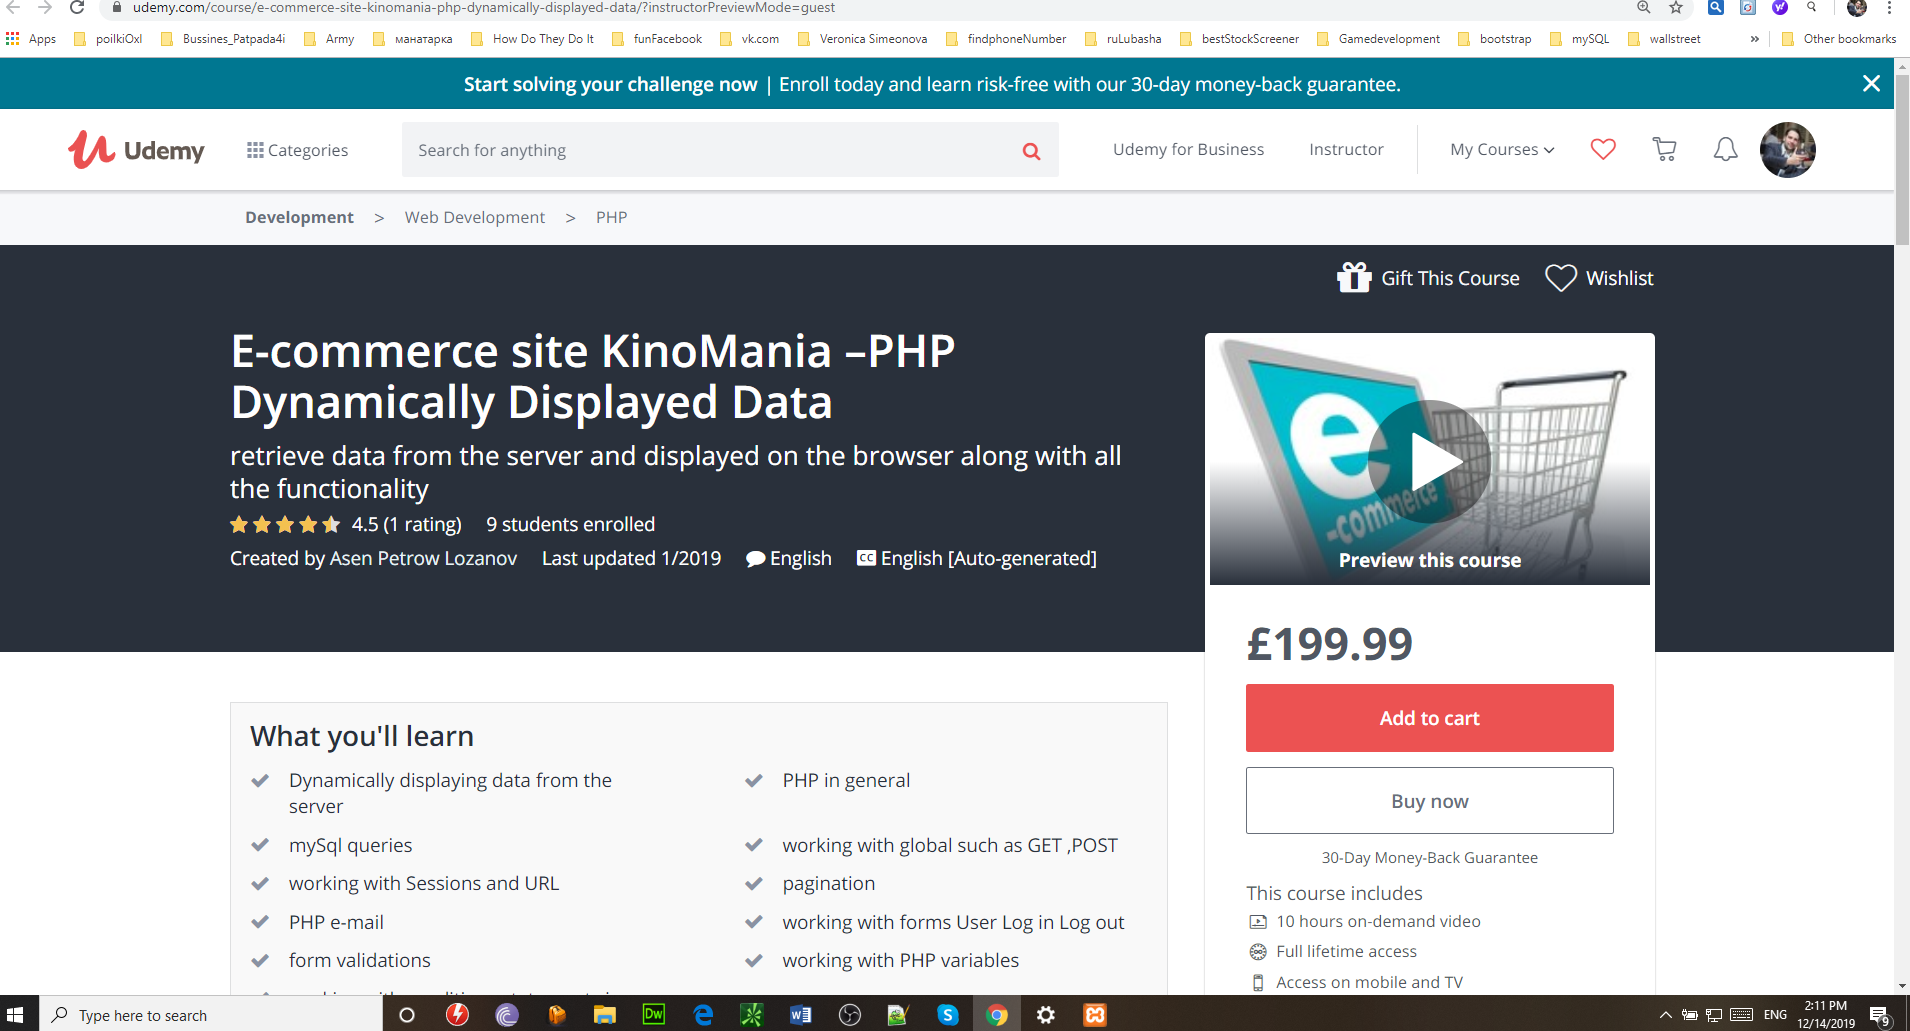 udemy.com/course/e-commerce-site-kinomania-php-dynamically-displayed-data/?instructorPreviewMode=guest
Apps poilkiOxl Bussines_Patpada4i Army манатарка How Do They Do It funFacebook vk.com Veronica Simeonova findphoneNumber ruLubasha bestStockScreener Gamedevelopment bootstrap mySQL wallstreet » Other bookmarks
Start solving your challenge now | Enroll today and learn risk-free with our 30-day money-back guarantee.
Udemy Categories Search for anything Udemy for Business Instructor My Courses
Development > Web Development > PHP
Gift This Course Wishlist
E-commerce site KinoMania –PHP
Dynamically Displayed Data
retrieve data from the server and displayed on the browser along with all
the functionality
4.5 (1 rating) 9 students enrolled
Created by Asen Petrow Lozanov Last updated 1/2019 English CC English [Auto-generated]
e
-commerce
Preview this course
£199.99
Add to cart
Buy now
30-Day Money-Back Guarantee
This course includes
10 hours on-demand video
Full lifetime access
Access on mobile and TV
What you'll learn
Dynamically displaying data from the
server
PHP in general
mySql queries
working with global such as GET ,POST
working with Sessions and URL
pagination
PHP e-mail
working with forms User Log in Log out
form validations
working with PHP variables
Type here to search
Dw
ENG
2:11 PM
12/14/2019
9